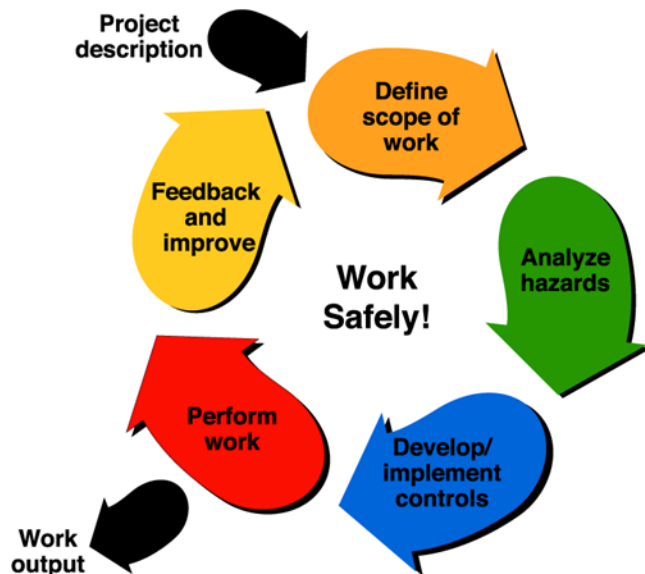 Project
description
Define
scope of
work
Analyze
hazards
Develop/
implement
controls
Perform
work
Work
output
Feedback
and
improve
Work
Safely!